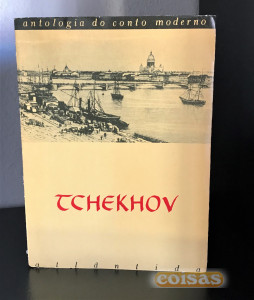 antologia do conto moderno
TCHEKHOV
atlântida
coisas